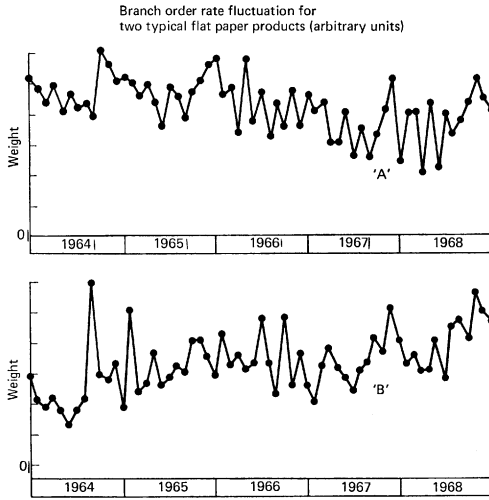 Branch order rate fluctuation for
two typical flat paper products (arbitrary units)
Weight
'A'
0
1964 1965 1966 1967 1968
Weight
'B'
0
1964 1965 1966 1967 1968